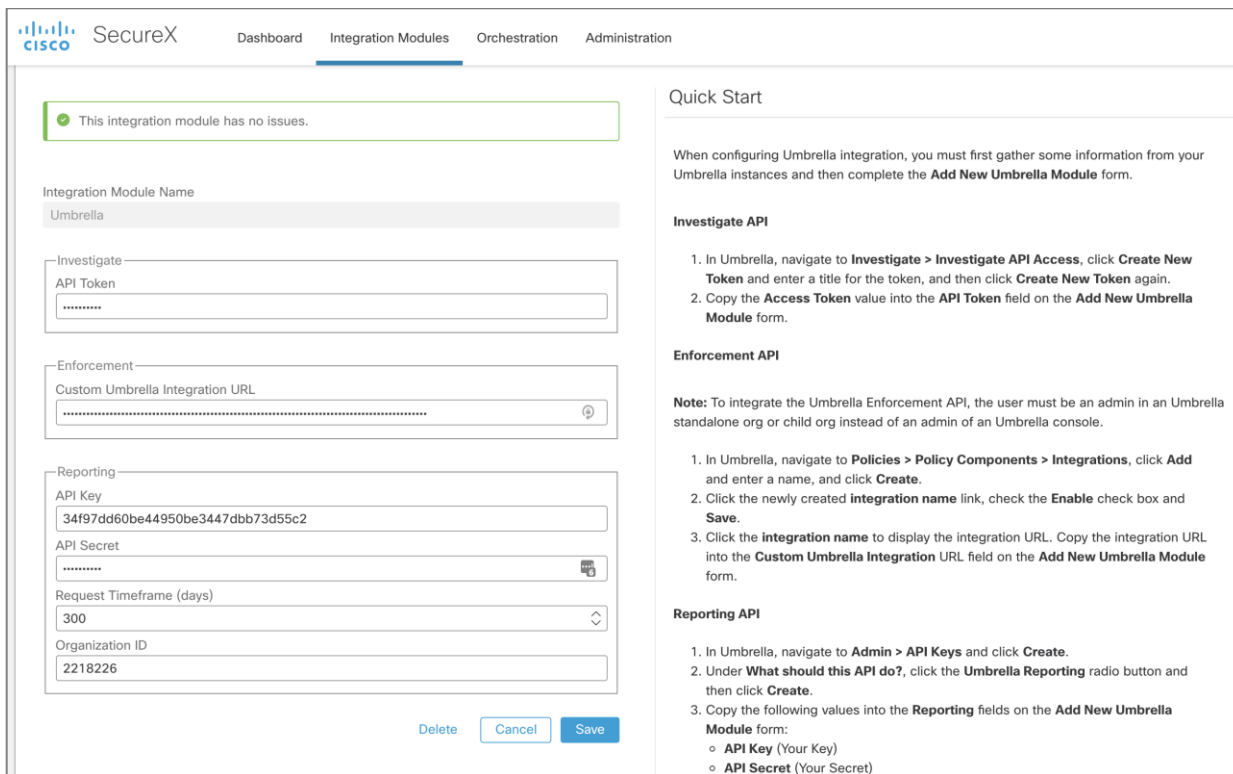 CISCO SecureX Dashboard Integration Modules Orchestration Administration
This integration module has no issues.
Integration Module Name
Umbrella
Investigate
API Token
••••••••••
Enforcement
Custom Umbrella Integration URL
Reporting
API Key
34f97dd60be44950be3447dbb73d55c2
API Secret
••••••••••
Request Timeframe (days)
300
Organization ID
2218226
Delete Cancel Save
Quick Start
When configuring Umbrella integration, you must first gather some information from your
Umbrella instances and then complete the Add New Umbrella Module form.
Investigate API
1. In Umbrella, navigate to Investigate > Investigate API Access, click Create New
Token and enter a title for the token, and then click Create New Token again.
2. Copy the Access Token value into the API Token field on the Add New Umbrella
Module form.
Enforcement API
Note: To integrate the Umbrella Enforcement API, the user must be an admin in an Umbrella
standalone org or child org instead of an admin of an Umbrella console.
1. In Umbrella, navigate to Policies > Policy Components > Integrations, click Add
and enter a name, and click Create.
2. Click the newly created integration name link, check the Enable check box and
Save.
3. Click the integration name to display the integration URL. Copy the integration URL
into the Custom Umbrella Integration URL field on the Add New Umbrella Module
form.
Reporting API
1. In Umbrella, navigate to Admin > API Keys and click Create.
2. Under What should this API do?, click the Umbrella Reporting radio button and
then click Create.
3. Copy the following values into the Reporting fields on the Add New Umbrella
Module form:
○ API Key (Your Key)
○ API Secret (Your Secret)